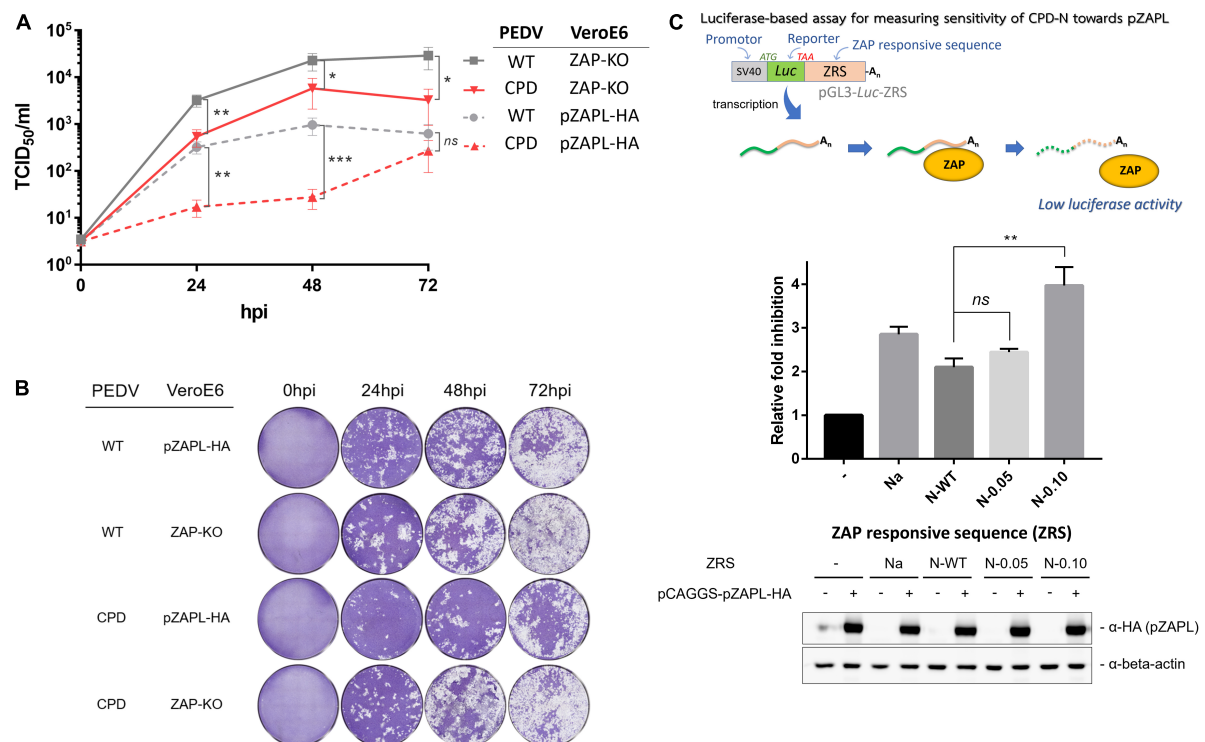 A
TCID50/ml
10⁵
10⁴
10³
10²
10¹
10⁰
0 24 48 72
hpi
** ** * *** * ns
PEDV VeroE6
WT ZAP-KO
CPD ZAP-KO
WT pZAPL-HA
CPD pZAPL-HA
B
PEDV VeroE6 0hpi 24hpi 48hpi 72hpi
WT pZAPL-HA
WT ZAP-KO
CPD pZAPL-HA
CPD ZAP-KO
C Luciferase-based assay for measuring sensitivity of CPD-N towards pZAPL
Promotor Reporter ZAP responsive sequence
ATG TAA
SV40 Luc ZRS -An
pGL3-Luc-ZRS
transcription
An An An
ZAP ZAP
Low luciferase activity
Relative fold inhibition
4
3
2
1
0
**
ns
- Na N-WT N-0.05 N-0.10
ZAP responsive sequence (ZRS)
ZRS - Na N-WT N-0.05 N-0.10
pCAGGS-pZAPL-HA - + - + - + - + - +
- α-HA (pZAPL)
- α-beta-actin